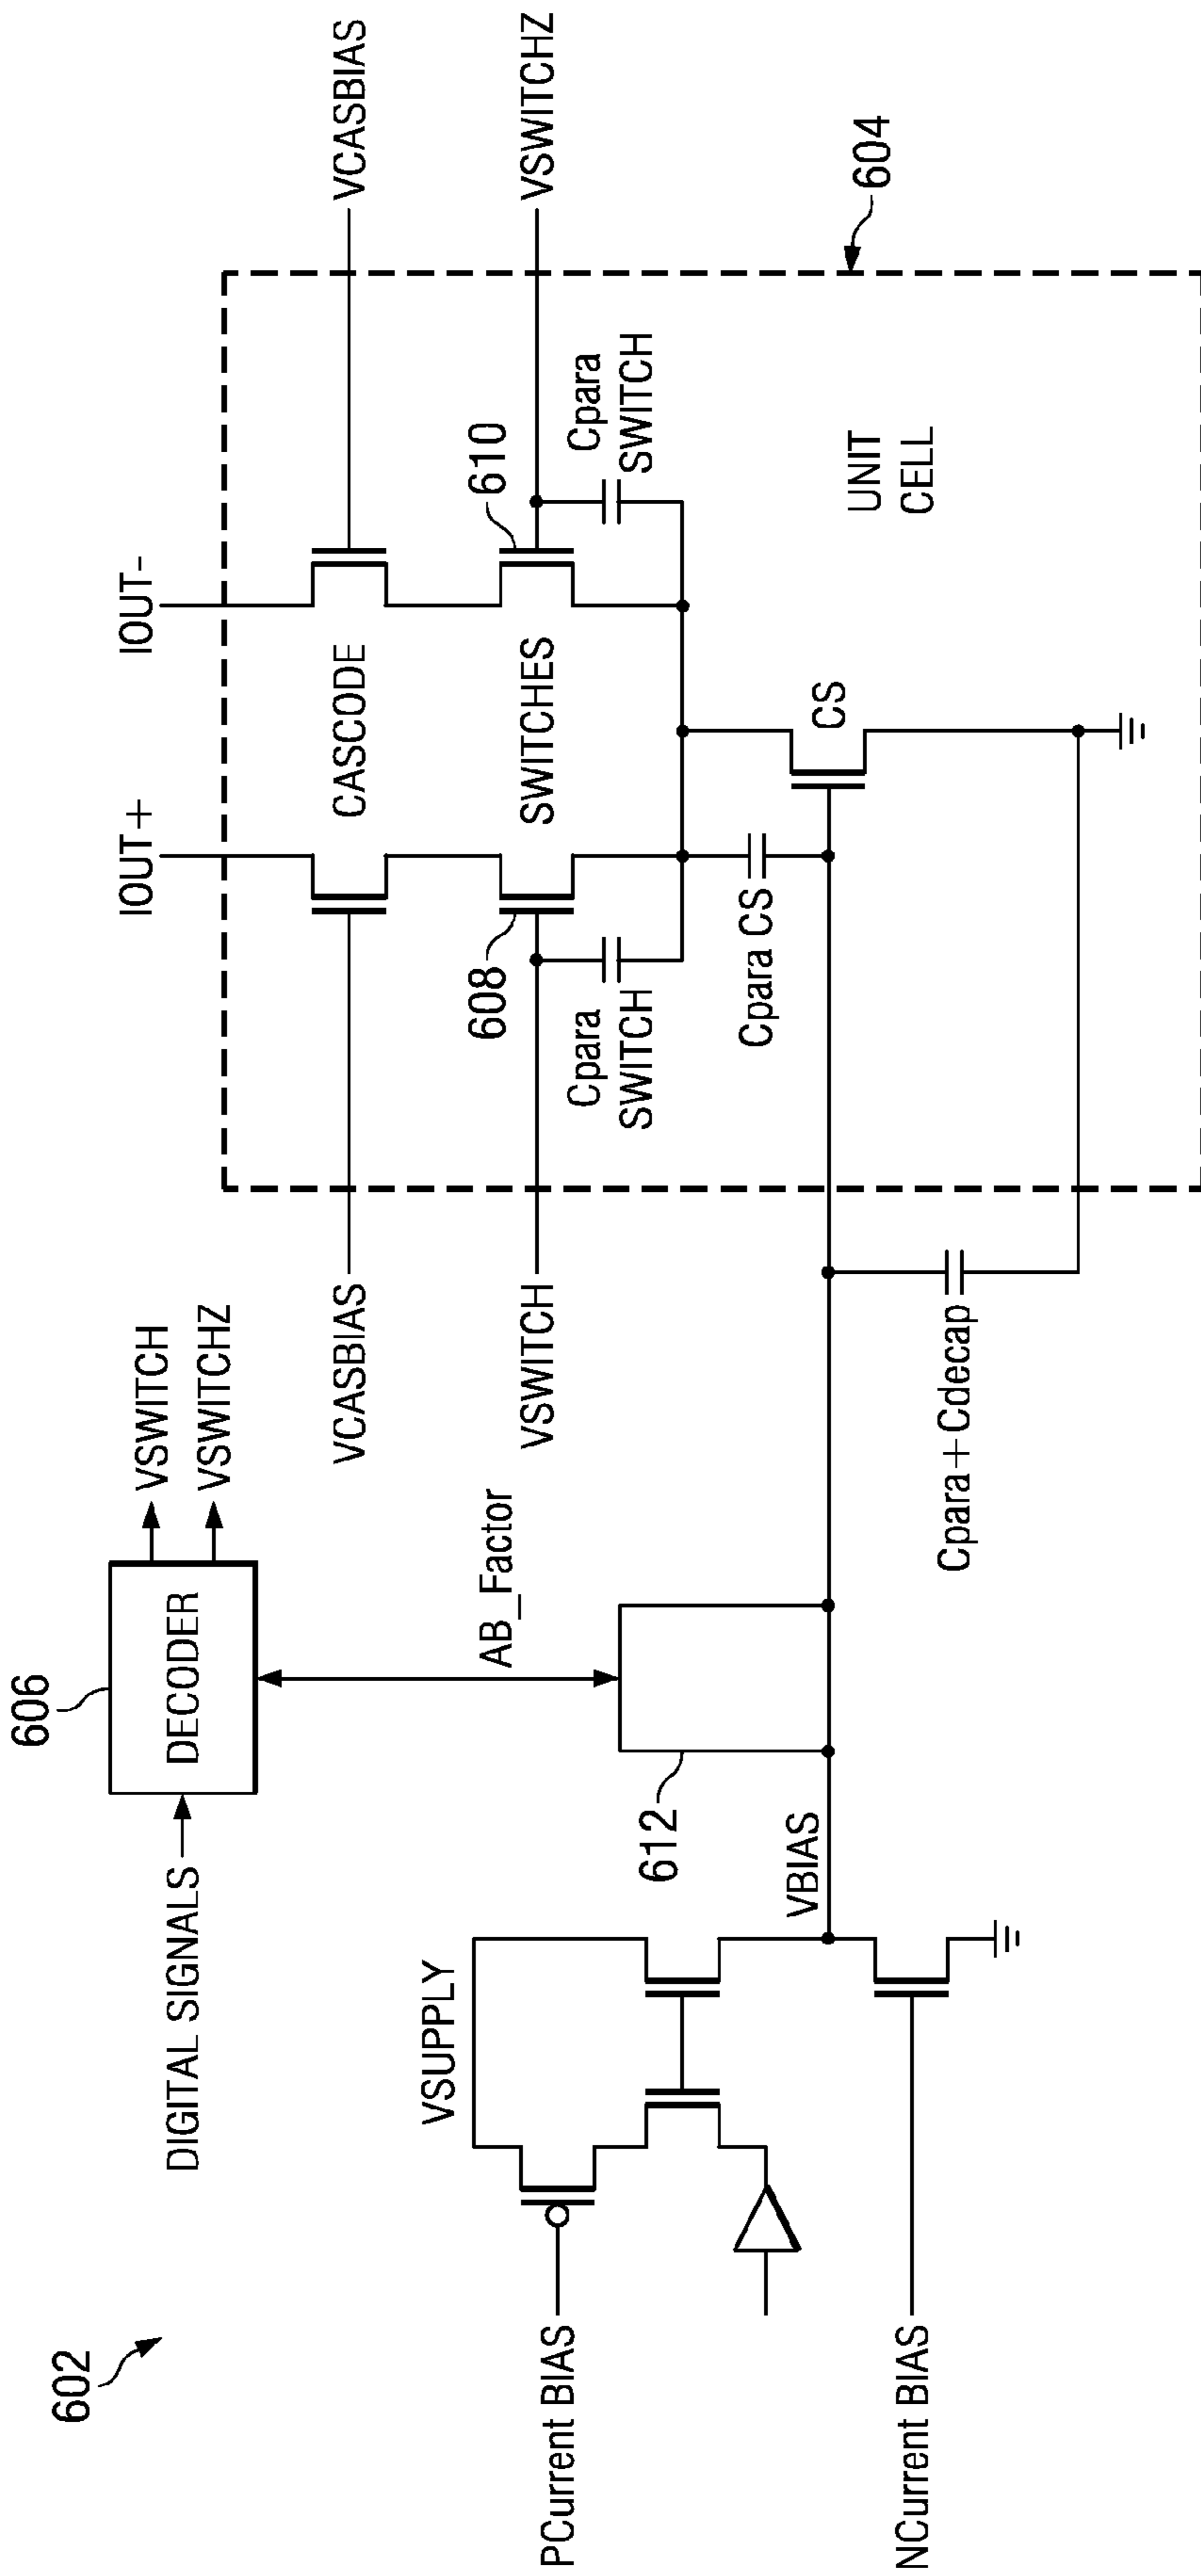 602
606
DIGITAL SIGNALS
DECODER
VSWITCH
VSWITCHZ
AB_Factor
612
PCurrent BIAS
VSUPPLY
NCurrent BIAS
VBIAS
Cpara+Cdecap
VCASBIAS
VSWITCH
IOUT+
IOUT-
CASCODE
VCASBIAS
608
SWITCHES
610
VSWITCHZ
Cpara
SWITCH
Cpara
SWITCH
Cpara CS
CS
UNIT
CELL
604